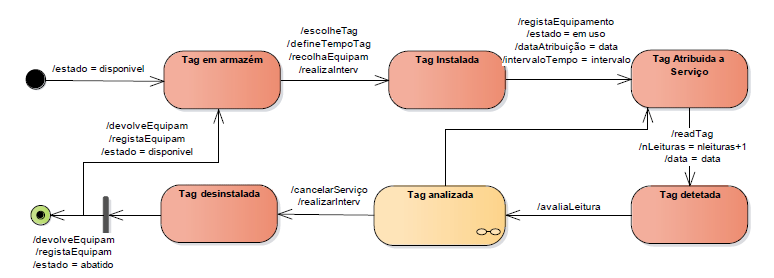 /estado = disponivel
Tag em armazém
/escolheTag
/defineTempoTag
/recolhaEquipam
/realizaInterv
Tag Instalada
/registaEquipamento
/estado = em uso
/dataAtribuição = data
/intervaloTempo = intervalo
Tag Atribuida a
Serviço
/devolveEquipam
/registaEquipam
/estado = disponivel
/readTag
/nLeituras = nleituras+1
/data = data
Tag desinstalada
/cancelarServiço
/realizarInterv
Tag analizada
/avaliaLeitura
Tag detetada
/devolveEquipam
/registaEquipam
/estado = abatido